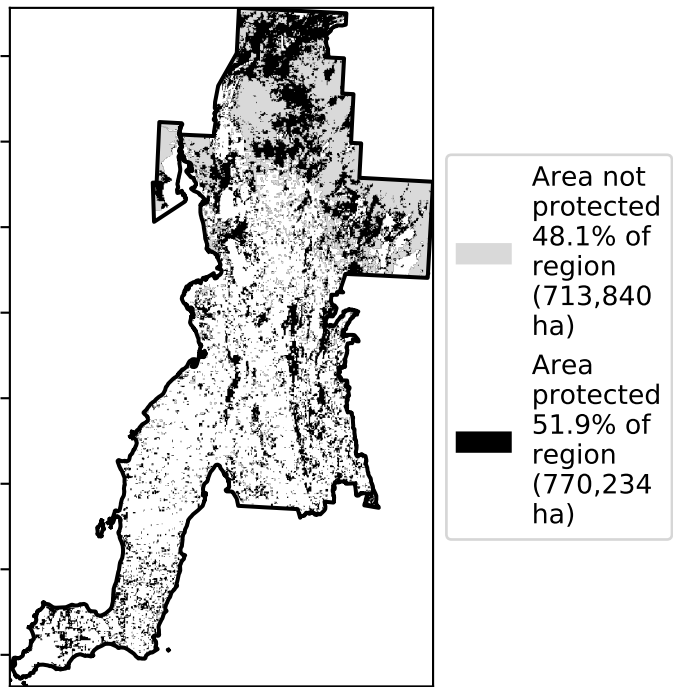 Area not
protected
48.1% of
region
(713,840
ha)
Area
protected
51.9% of
region
(770,234
ha)